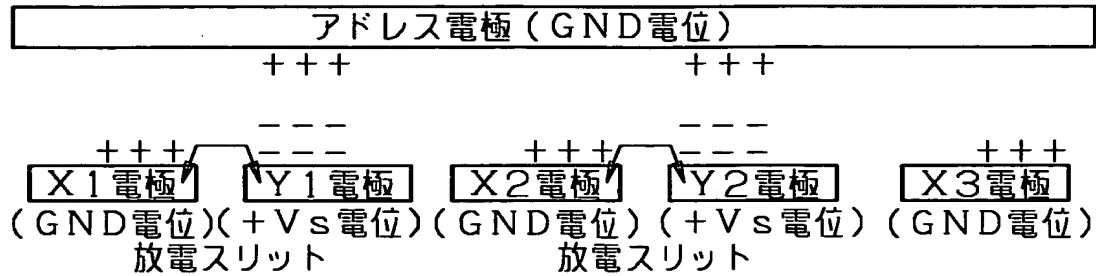 アドレス電極(GND電位)
+++ +++
--- ---
+++ --- +++ --- +++
X1電極 Y1電極 X2電極 Y2電極 X3電極
(GND電位)(+Vs電位)(GND電位)(+Vs電位)(GND電位)
放電スリット 放電スリット